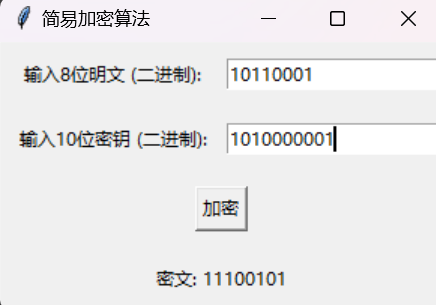 简易加密算法
输入8位明文 (二进制): 10110001
输入10位密钥 (二进制): 1010000001
加密
密文: 11100101